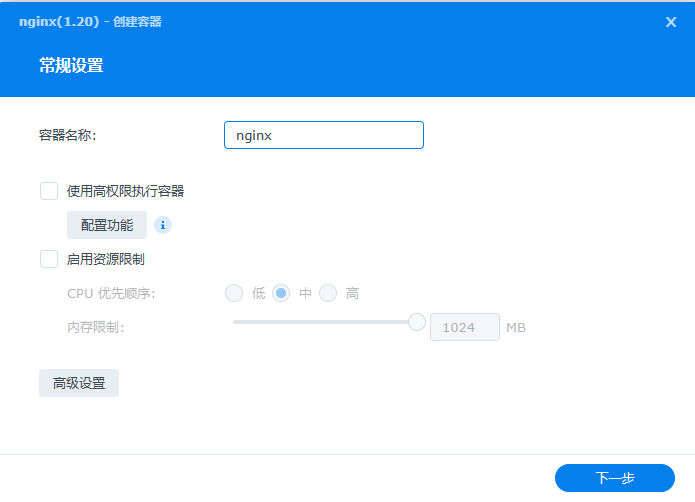 nginx(1.20) - 创建容器
常规设置
容器名称:
nginx
使用高权限执行容器
配置功能
启用资源限制
CPU 优先顺序: 低 中 高
内存限制: 1024 MB
高级设置
下一步